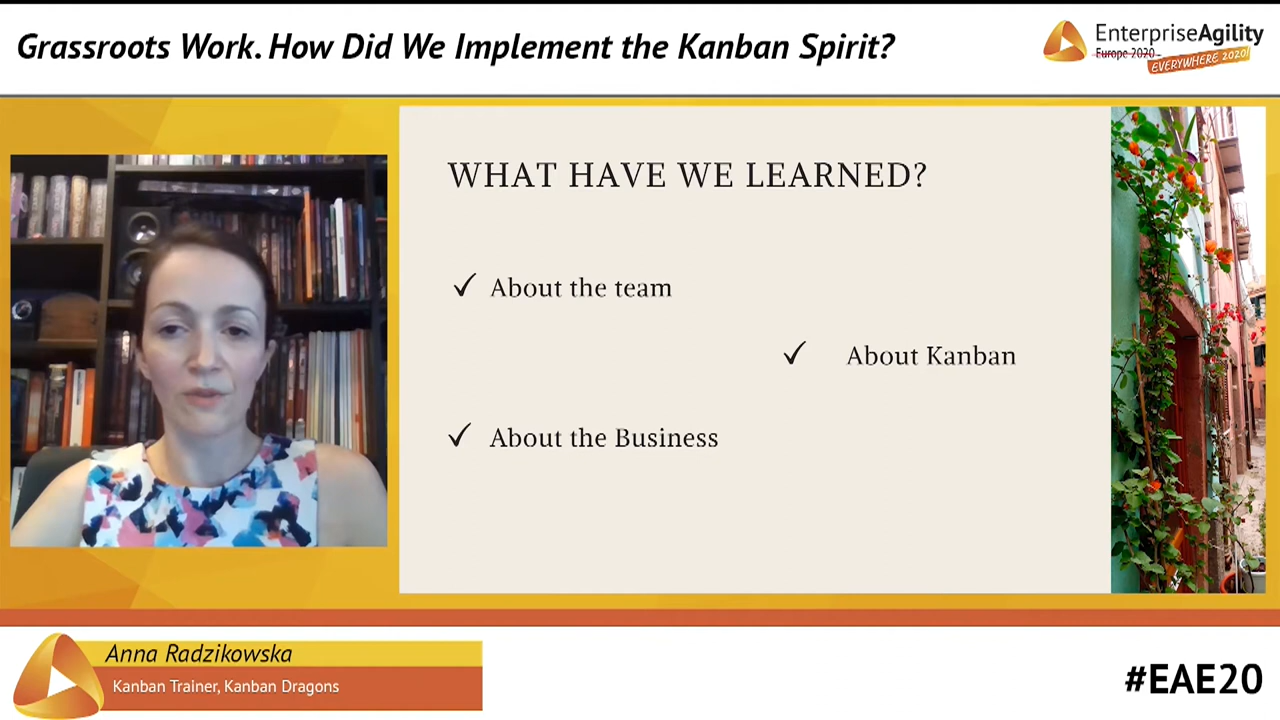 Grassroots Work. How Did We Implement the Kanban Spirit?
EnterpriseAgility
Europe 2020
EVERYWHERE 2020!
WHAT HAVE WE LEARNED?
✓ About the team
✓ About Kanban
✓ About the Business
Anna Radzikowska
Kanban Trainer, Kanban Dragons
#EAE20